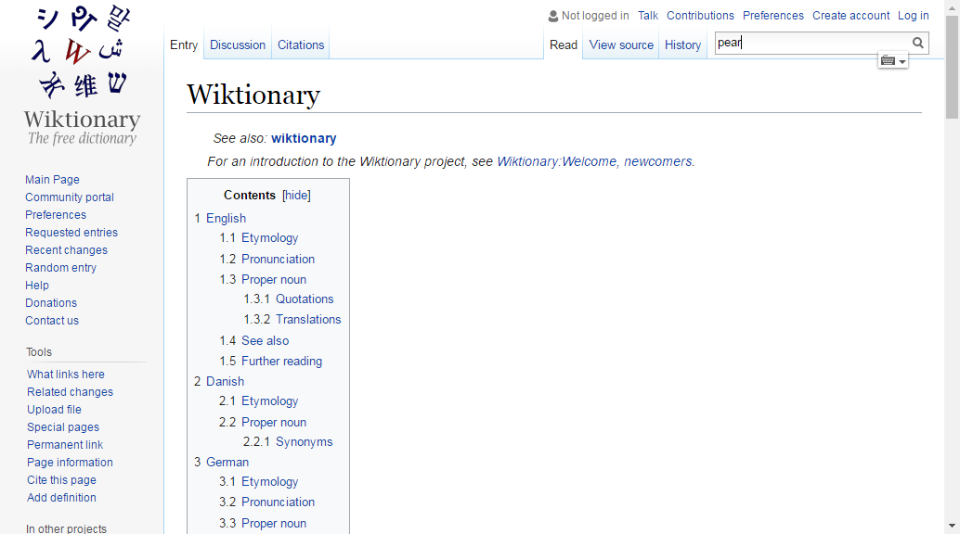 Not logged in Talk Contributions Preferences Create account Log in
Entry Discussion Citations Read View source History pear
シ 말
λ W ش
维 ש
Wiktionary
The free dictionary
Wiktionary
See also: wiktionary
For an introduction to the Wiktionary project, see Wiktionary:Welcome, newcomers.
Main Page
Community portal
Preferences
Requested entries
Recent changes
Random entry
Help
Donations
Contact us
Tools
What links here
Related changes
Upload file
Special pages
Permanent link
Page information
Cite this page
Add definition
In other projects
Contents [hide]
1 English
1.1 Etymology
1.2 Pronunciation
1.3 Proper noun
1.3.1 Quotations
1.3.2 Translations
1.4 See also
1.5 Further reading
2 Danish
2.1 Etymology
2.2 Proper noun
2.2.1 Synonyms
3 German
3.1 Etymology
3.2 Pronunciation
3.3 Proper noun